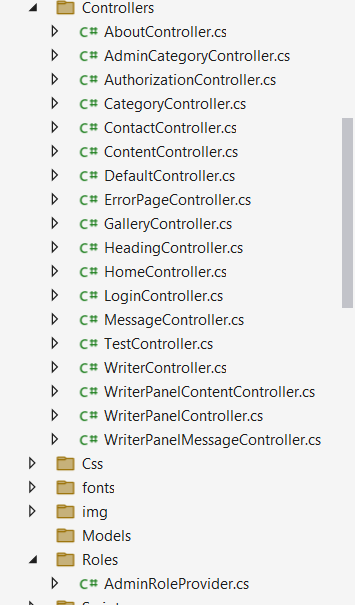 Controllers
C# AboutController.cs
C# AdminCategoryController.cs
C# AuthorizationController.cs
C# CategoryController.cs
C# ContactController.cs
C# ContentController.cs
C# DefaultController.cs
C# ErrorPageController.cs
C# GalleryController.cs
C# HeadingController.cs
C# HomeController.cs
C# LoginController.cs
C# MessageController.cs
C# TestController.cs
C# WriterController.cs
C# WriterPanelContentController.cs
C# WriterPanelController.cs
C# WriterPanelMessageController.cs
Css
fonts
img
Models
Roles
C# AdminRoleProvider.cs